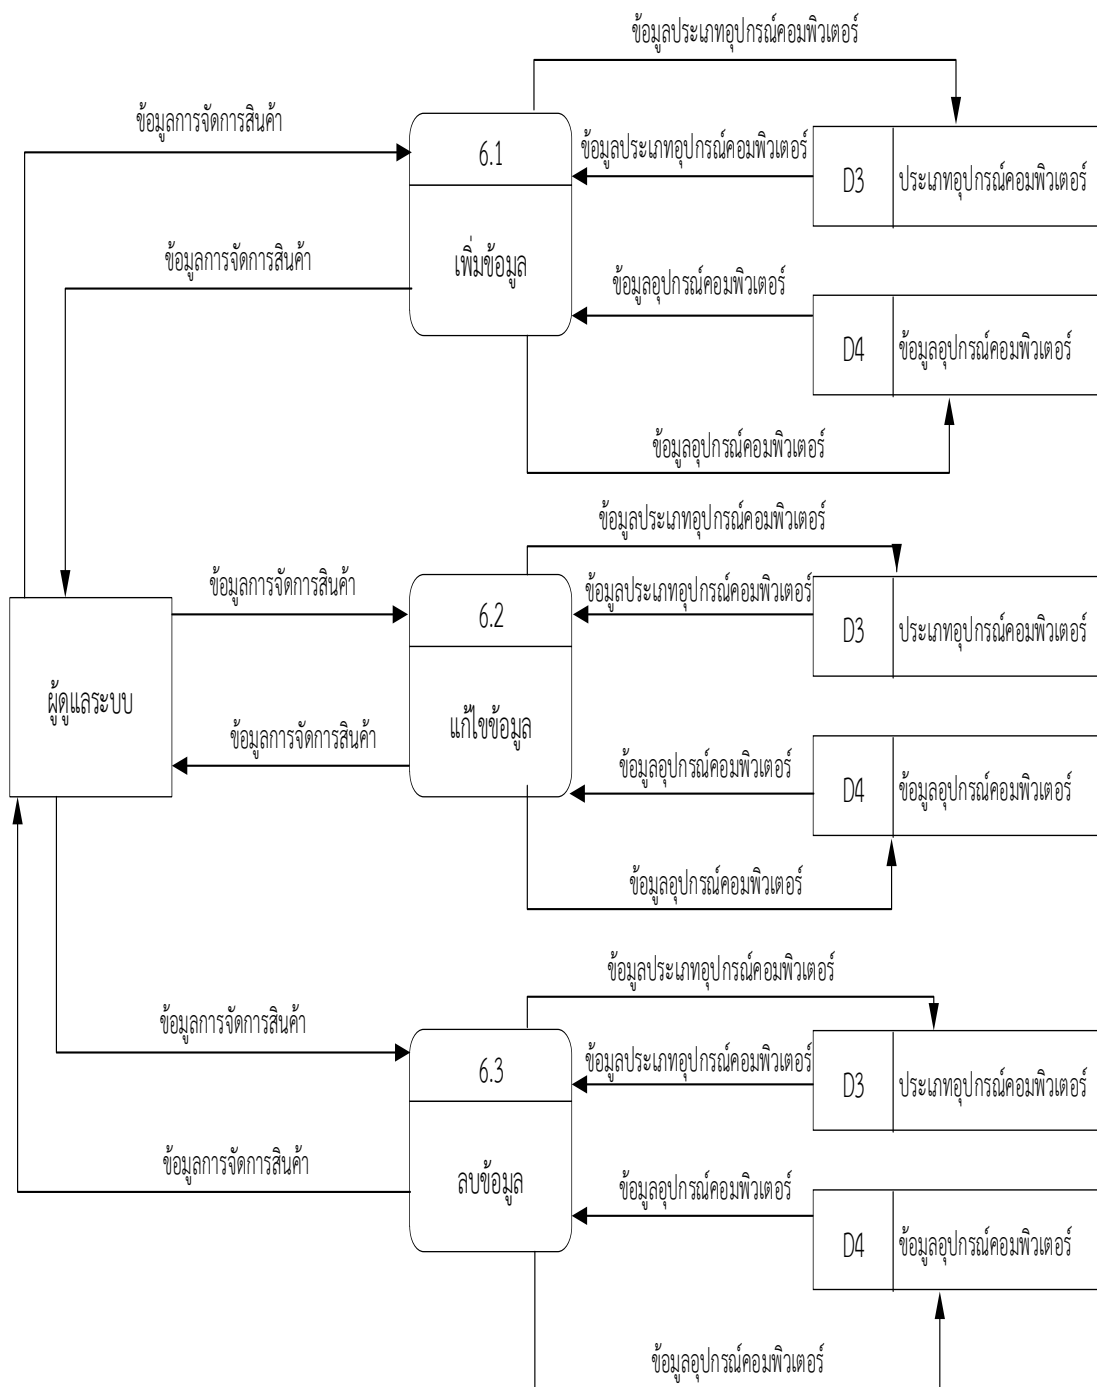 ข้อมูลประเภทอุปกรณ์คอมพิวเตอร์
ข้อมูลการจัดการสินค้า
6.1
ข้อมูลประเภทอุปกรณ์คอมพิวเตอร์
D3
ประเภทอุปกรณ์คอมพิวเตอร์
ข้อมูลการจัดการสินค้า
เพิ่มข้อมูล
ข้อมูลอุปกรณ์คอมพิวเตอร์
D4
ข้อมูลอุปกรณ์คอมพิวเตอร์
ข้อมูลอุปกรณ์คอมพิวเตอร์
ข้อมูลประเภทอุปกรณ์คอมพิวเตอร์
ข้อมูลการจัดการสินค้า
6.2
ข้อมูลประเภทอุปกรณ์คอมพิวเตอร์
D3
ประเภทอุปกรณ์คอมพิวเตอร์
ผู้ดูแลระบบ
ข้อมูลการจัดการสินค้า
แก้ไขข้อมูล
ข้อมูลอุปกรณ์คอมพิวเตอร์
D4
ข้อมูลอุปกรณ์คอมพิวเตอร์
ข้อมูลอุปกรณ์คอมพิวเตอร์
ข้อมูลประเภทอุปกรณ์คอมพิวเตอร์
ข้อมูลการจัดการสินค้า
6.3
ข้อมูลประเภทอุปกรณ์คอมพิวเตอร์
D3
ประเภทอุปกรณ์คอมพิวเตอร์
ข้อมูลการจัดการสินค้า
ลบข้อมูล
ข้อมูลอุปกรณ์คอมพิวเตอร์
D4
ข้อมูลอุปกรณ์คอมพิวเตอร์
ข้อมูลอุปกรณ์คอมพิวเตอร์